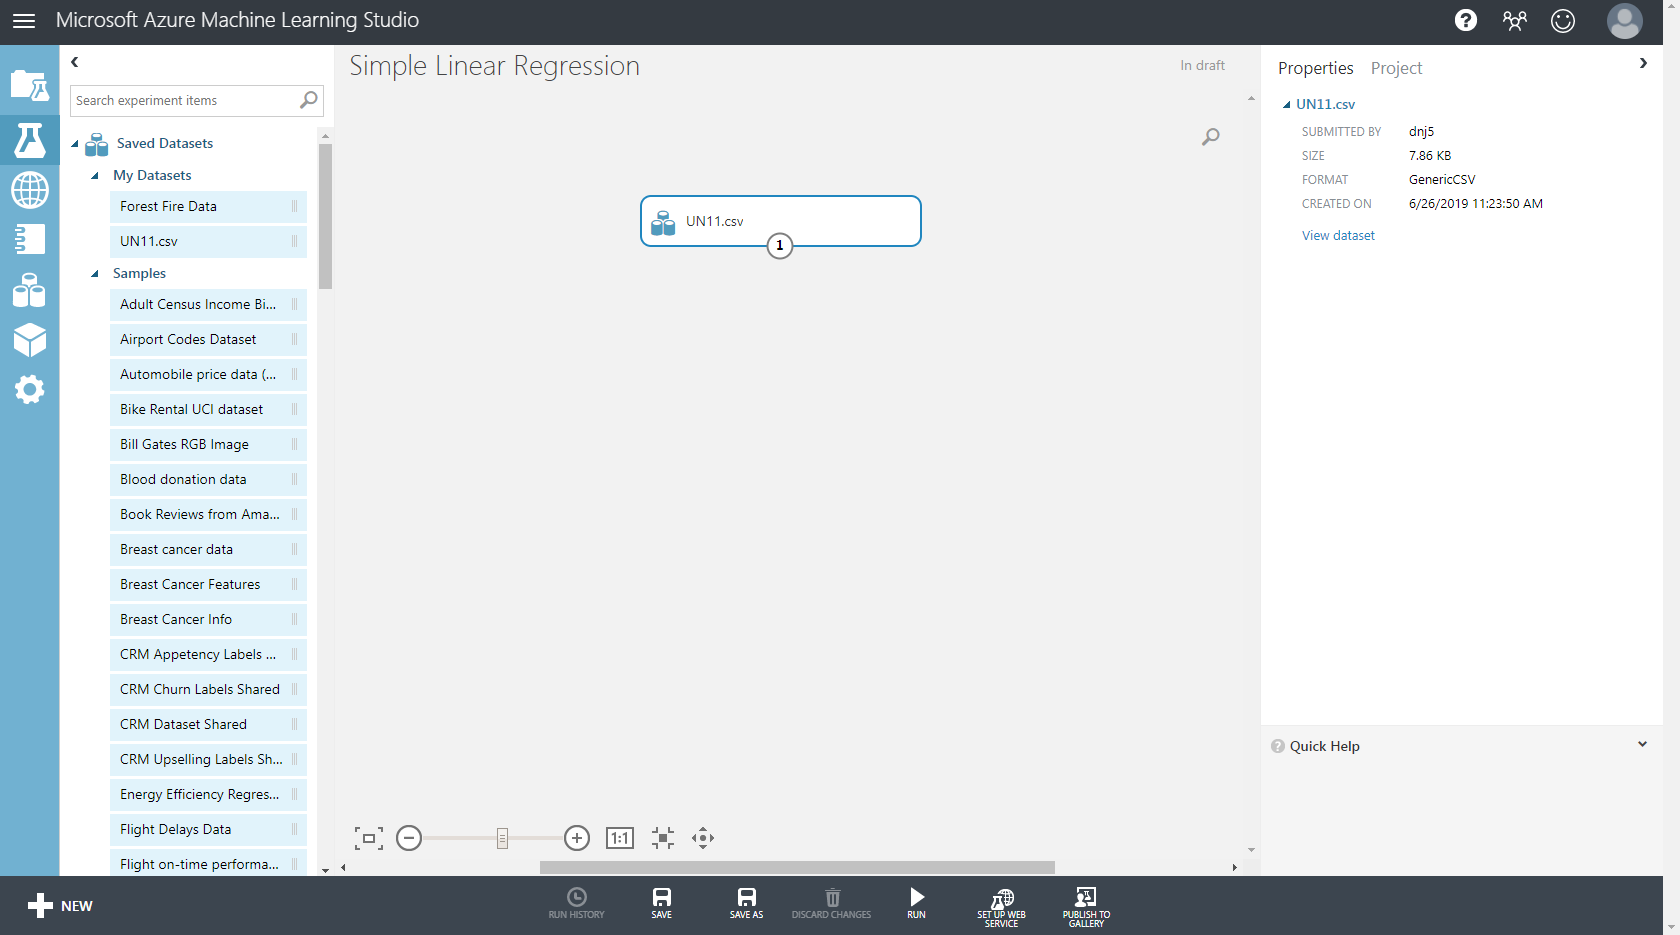 Microsoft Azure Machine Learning Studio
Search experiment items
Saved Datasets
My Datasets
Forest Fire Data
UN11.csv
Samples
Adult Census Income Bi...
Airport Codes Dataset
Automobile price data (...
Bike Rental UCI dataset
Bill Gates RGB Image
Blood donation data
Book Reviews from Ama...
Breast cancer data
Breast Cancer Features
Breast Cancer Info
CRM Appetency Labels ...
CRM Churn Labels Shared
CRM Dataset Shared
CRM Upselling Labels Sh...
Energy Efficiency Regres...
Flight Delays Data
Flight on-time performa...
Simple Linear Regression
In draft
UN11.csv
1
1:1
Properties Project
UN11.csv
SUBMITTED BY dnj5
SIZE 7.86 KB
FORMAT GenericCSV
CREATED ON 6/26/2019 11:23:50 AM
View dataset
Quick Help
NEW
RUN HISTORY
SAVE
SAVE AS
DISCARD CHANGES
RUN
SET UP WEB
SERVICE
PUBLISH TO
GALLERY